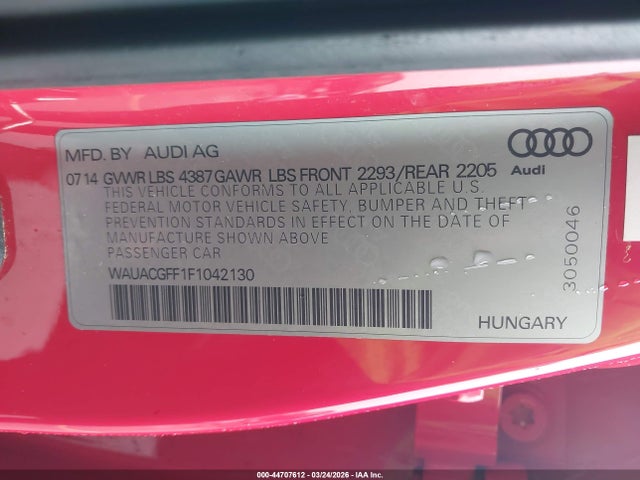 MFD. BY AUDI AG
0714 GVWR LBS 4387 GAWR LBS FRONT 2293/REAR 2205
Audi
THIS VEHICLE CONFORMS TO ALL APPLICABLE U.S.
FEDERAL MOTOR VEHICLE SAFETY, BUMPER AND THEFT
PREVENTION STANDARDS IN EFFECT ON THE DATE OF
MANUFACTURE SHOWN ABOVE
PASSENGER CAR
WAUACGFF1F1042130
3050046
HUNGARY
000-44707612 - 03/24/2026 - IAA Inc.